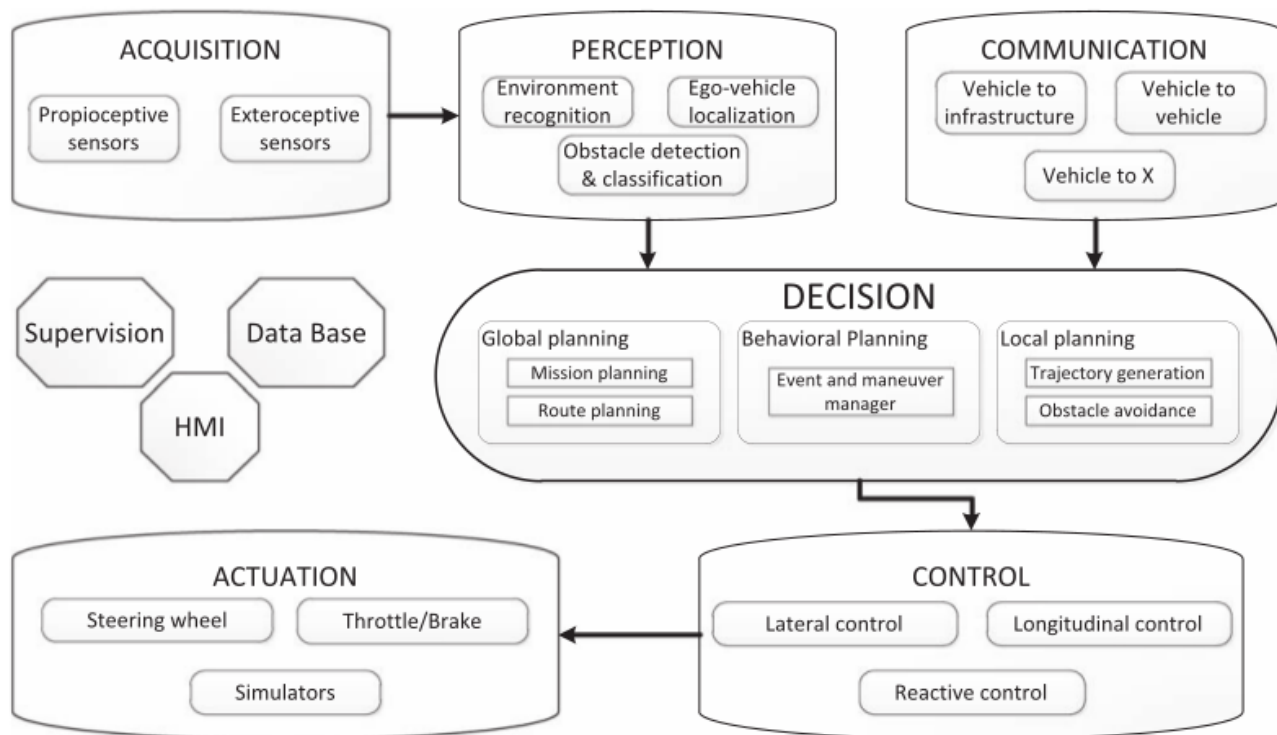 ACQUISITION
Propioceptive
sensors
Exteroceptive
sensors
PERCEPTION
Environment
recognition
Ego-vehicle
localization
Obstacle detection
& classification
COMMUNICATION
Vehicle to
infrastructure
Vehicle to
vehicle
Vehicle to X
Supervision
Data Base
HMI
DECISION
Global planning
Mission planning
Route planning
Behavioral Planning
Event and maneuver
manager
Local planning
Trajectory generation
Obstacle avoidance
ACTUATION
Steering wheel
Throttle/Brake
Simulators
CONTROL
Lateral control
Longitudinal control
Reactive control